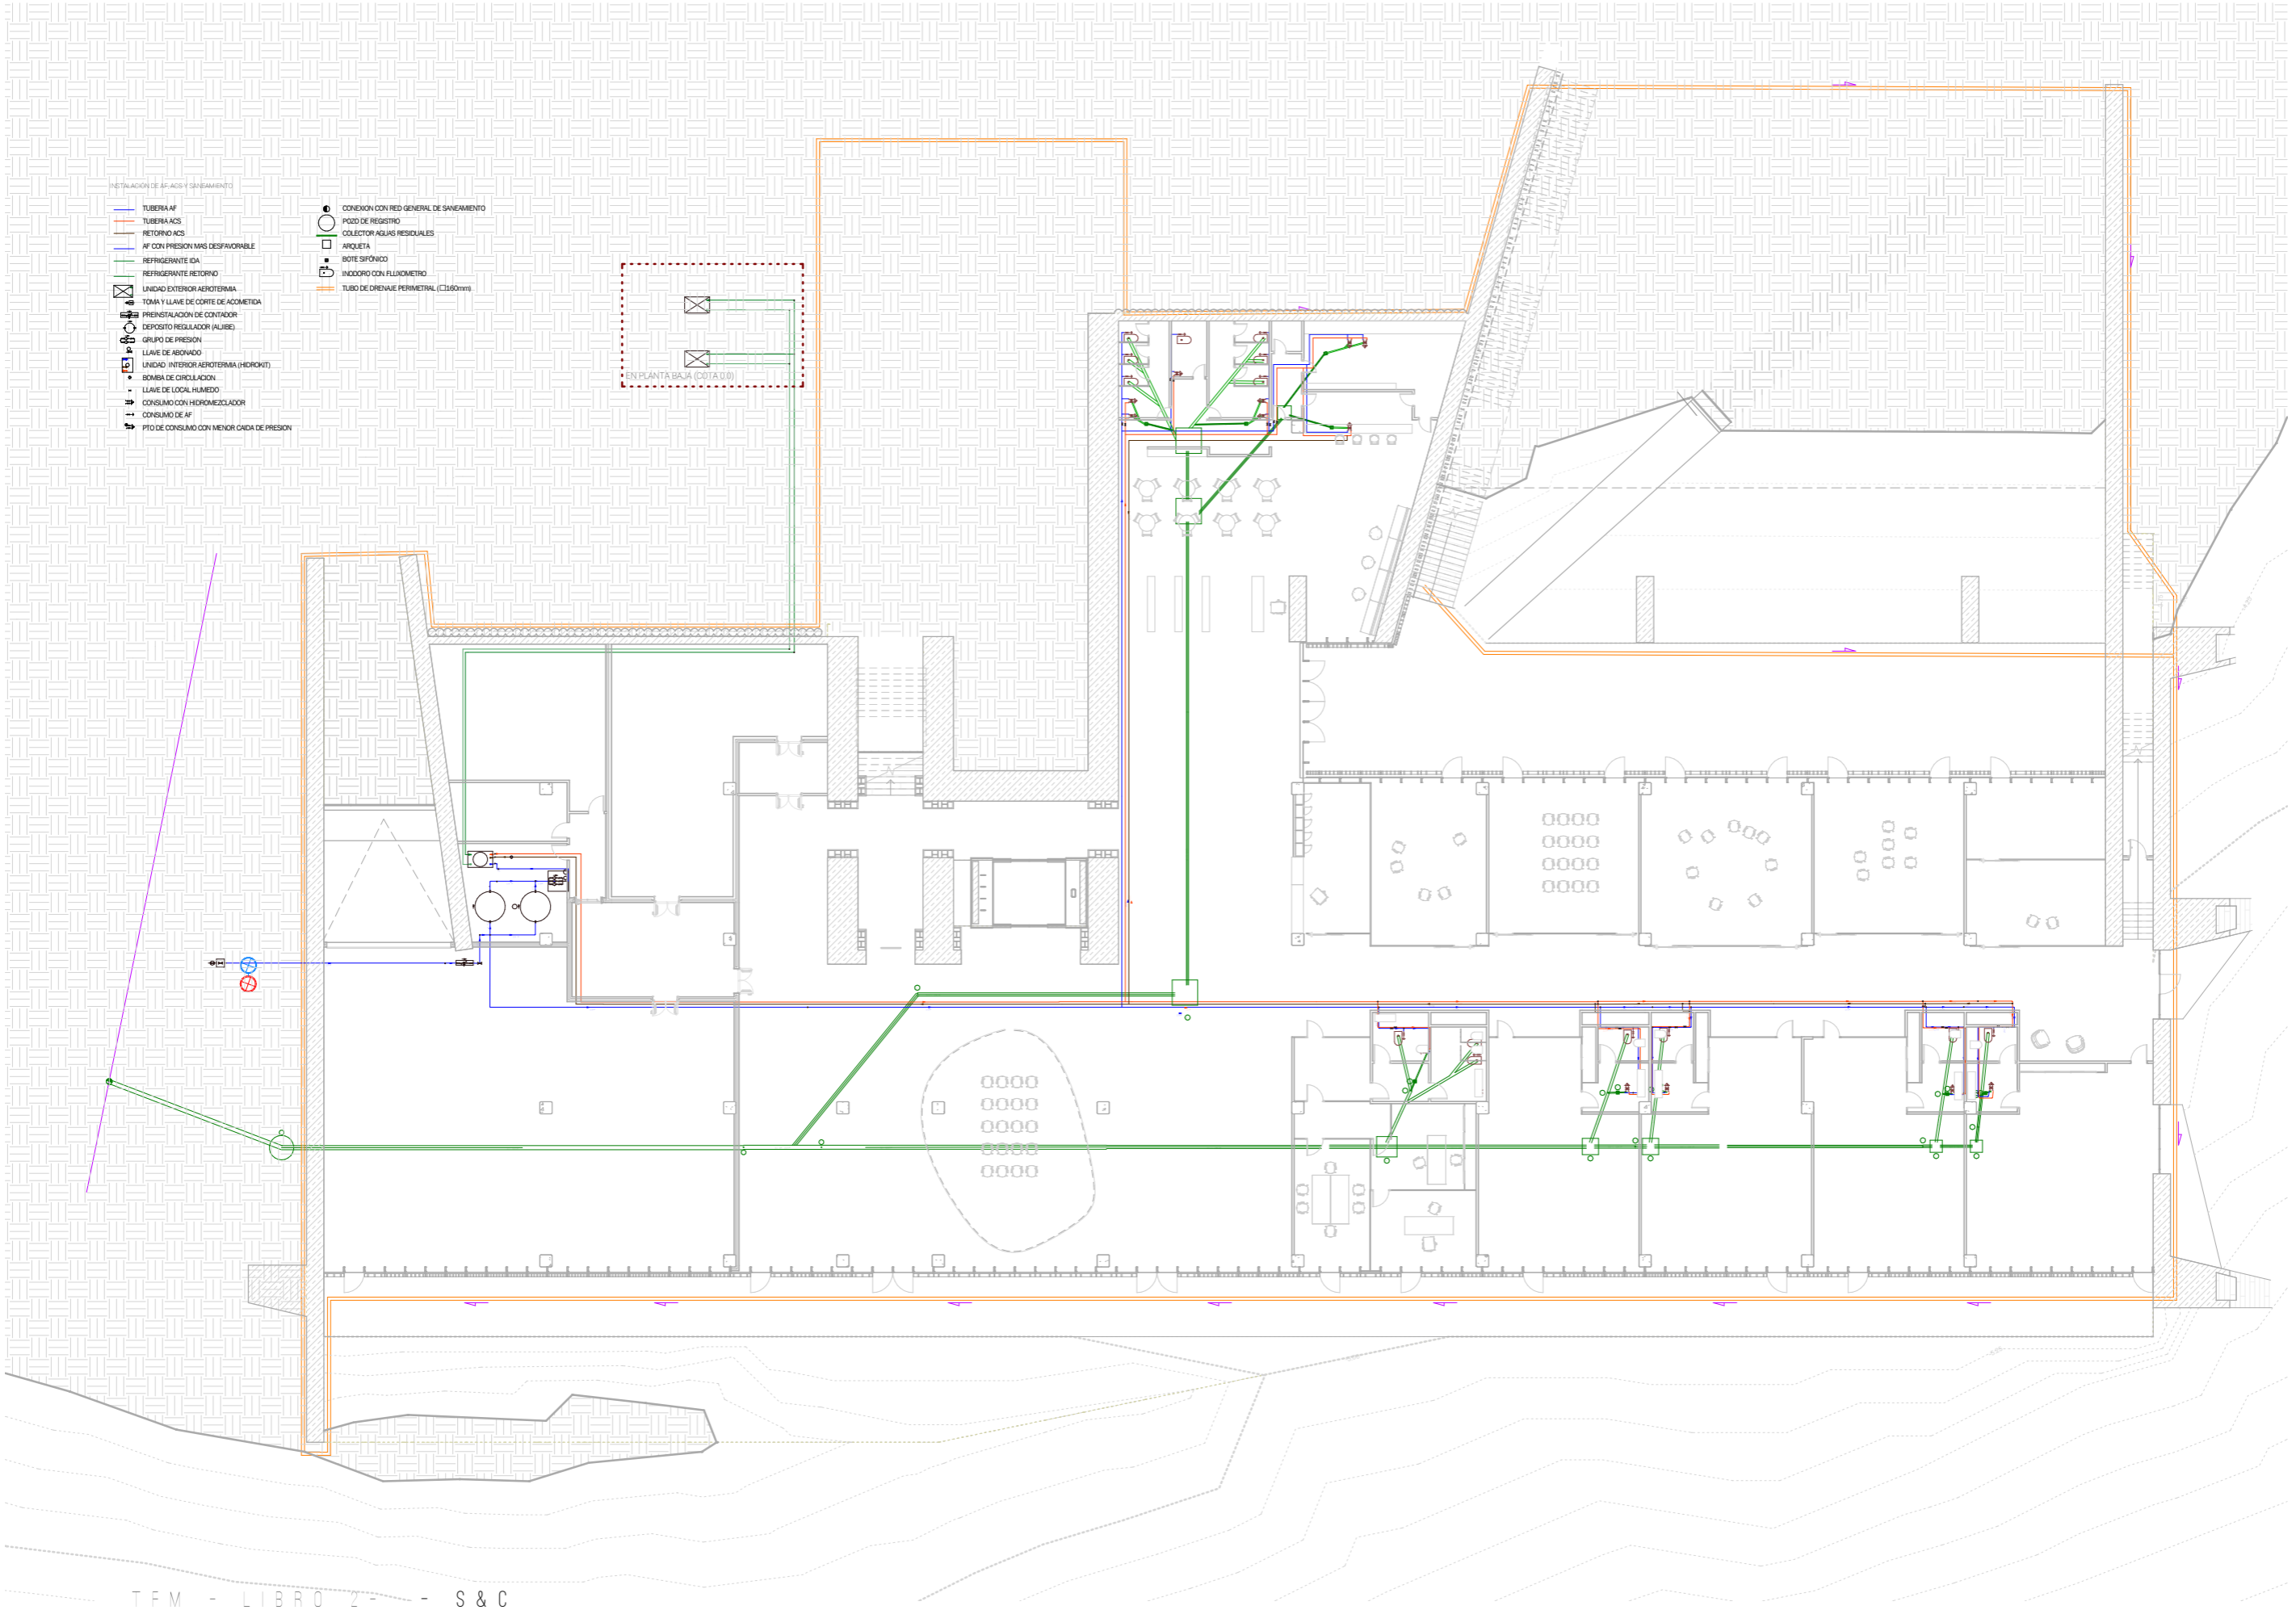 INSTALACION DE AF, ACS Y SANEAMIENTO
TUBERIA AF
TUBERIA ACS
RETORNO ACS
AF CON PRESION MAS DESFAVORABLE
REFRIGERANTE IDA
REFRIGERANTE RETORNO
UNIDAD EXTERIOR AEROTERMIA
TOMA Y LLAVE DE CORTE DE ACOMETIDA
PREINSTALACION DE CONTADOR
DEPOSITO REGULADOR (ALJIBE)
GRUPO DE PRESION
LLAVE DE ABONADO
UNIDAD INTERIOR AEROTERMIA (HIDROKIT)
BOMBA DE CIRCULACION
LLAVE DE LOCAL HUMEDO
CONSUMO CON HIDROMEZCLADOR
CONSUMO DE AF
PTO DE CONSUMO CON MENOR CAIDA DE PRESION
CONEXION CON RED GENERAL DE SANEAMIENTO
POZO DE REGISTRO
COLECTOR AGUAS RESIDUALES
ARQUETA
BOTE SIFÓNICO
INODORO CON FLUXOMETRO
TUBO DE DRENAJE PERIMETRAL (□160mm)
EN PLANTA BAJA (COTA 0.0)
TFM - LIBRO 2- - S&C